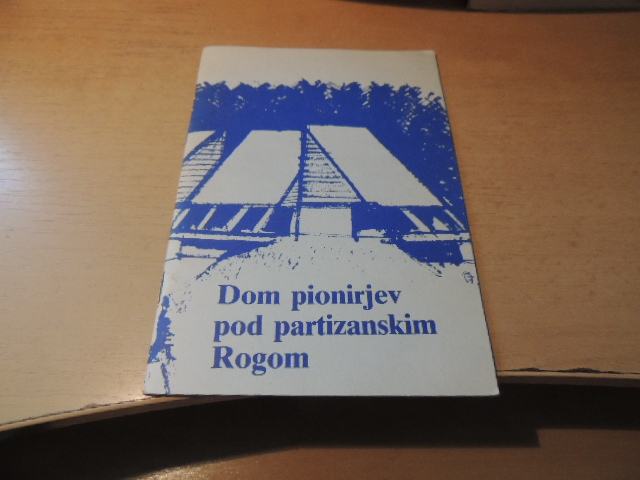 Dom pionirjev
pod partizanskim
Rogom